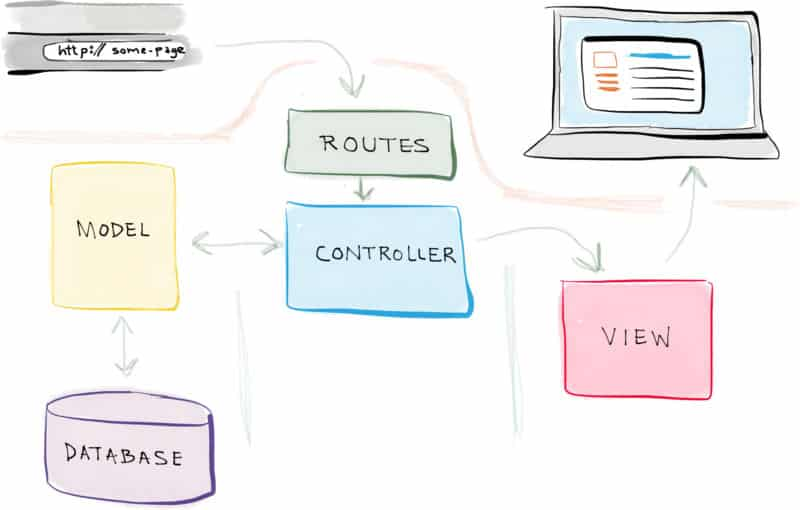 http:// some-page
ROUTES
MODEL
CONTROLLER
VIEW
DATABASE